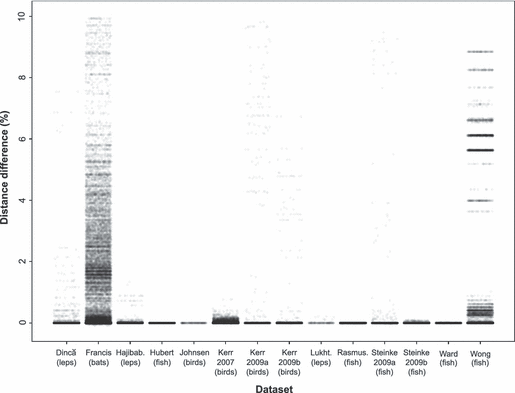 10
8
6
4
2
0
Distance difference (%)
Dincă Francis Hajibab. Hubert Johnsen Kerr Kerr Kerr Lukht. Rasmus. Steinke Steinke Ward Wong
(leps) (bats) (leps) (fish) (birds) 2007 2009a 2009b (leps) (fish) 2009a 2009b (fish) (fish)
(birds) (birds) (birds) (fish) (fish)
Dataset